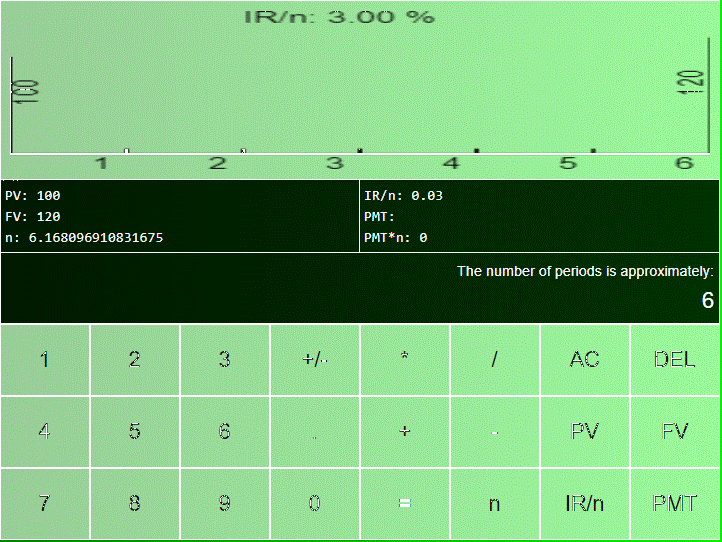 IR/n: 3.00 %
100
120
1 2 3 4 5 6
PV: 100
FV: 120
n: 6.168096910831675
IR/n: 0.03
PMT:
PMT*n: 0
The number of periods is approximately:
6
1 2 3 +/- * / AC DEL
4 5 6 . + - PV FV
7 8 9 0 = n IR/n PMT